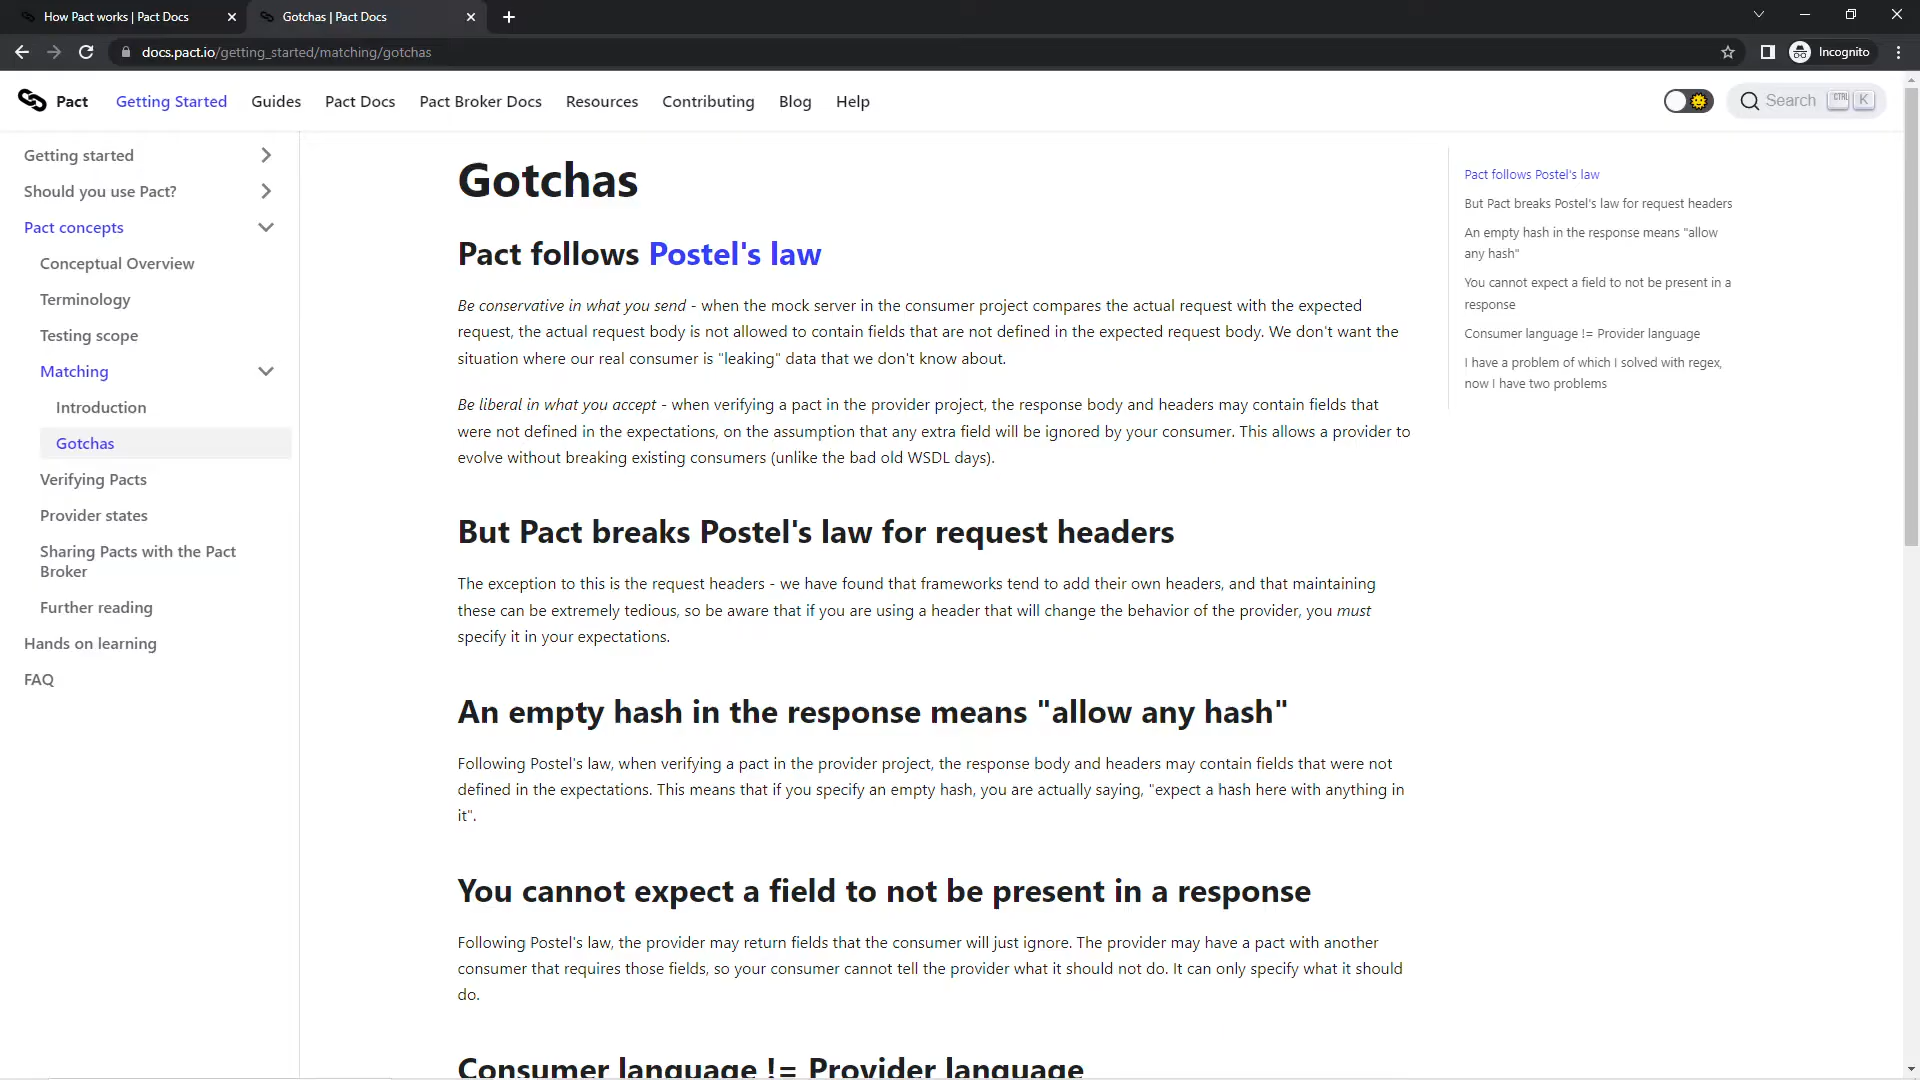 How Pact works | Pact Docs
Gotchas | Pact Docs
docs.pact.io/getting_started/matching/gotchas
Incognito
Pact
Getting Started
Guides
Pact Docs
Pact Broker Docs
Resources
Contributing
Blog
Help
Search
CTRL
K
Getting started
Should you use Pact?
Pact concepts
Conceptual Overview
Terminology
Testing scope
Matching
Introduction
Gotchas
Verifying Pacts
Provider states
Sharing Pacts with the Pact
Broker
Further reading
Hands on learning
FAQ
Gotchas
Pact follows Postel's law
Be conservative in what you send - when the mock server in the consumer project compares the actual request with the expected
request, the actual request body is not allowed to contain fields that are not defined in the expected request body. We don't want the
situation where our real consumer is "leaking" data that we don't know about.
Be liberal in what you accept - when verifying a pact in the provider project, the response body and headers may contain fields that
were not defined in the expectations, on the assumption that any extra field will be ignored by your consumer. This allows a provider to
evolve without breaking existing consumers (unlike the bad old WSDL days).
But Pact breaks Postel's law for request headers
The exception to this is the request headers - we have found that frameworks tend to add their own headers, and that maintaining
these can be extremely tedious, so be aware that if you are using a header that will change the behavior of the provider, you must
specify it in your expectations.
An empty hash in the response means "allow any hash"
Following Postel's law, when verifying a pact in the provider project, the response body and headers may contain fields that were not
defined in the expectations. This means that if you specify an empty hash, you are actually saying, "expect a hash here with anything in
it".
You cannot expect a field to not be present in a response
Following Postel's law, the provider may return fields that the consumer will just ignore. The provider may have a pact with another
consumer that requires those fields, so your consumer cannot tell the provider what it should not do. It can only specify what it should
do.
Consumer language != Provider language
Pact follows Postel's law
But Pact breaks Postel's law for request headers
An empty hash in the response means "allow
any hash"
You cannot expect a field to not be present in a
response
Consumer language != Provider language
I have a problem of which I solved with regex,
now I have two problems